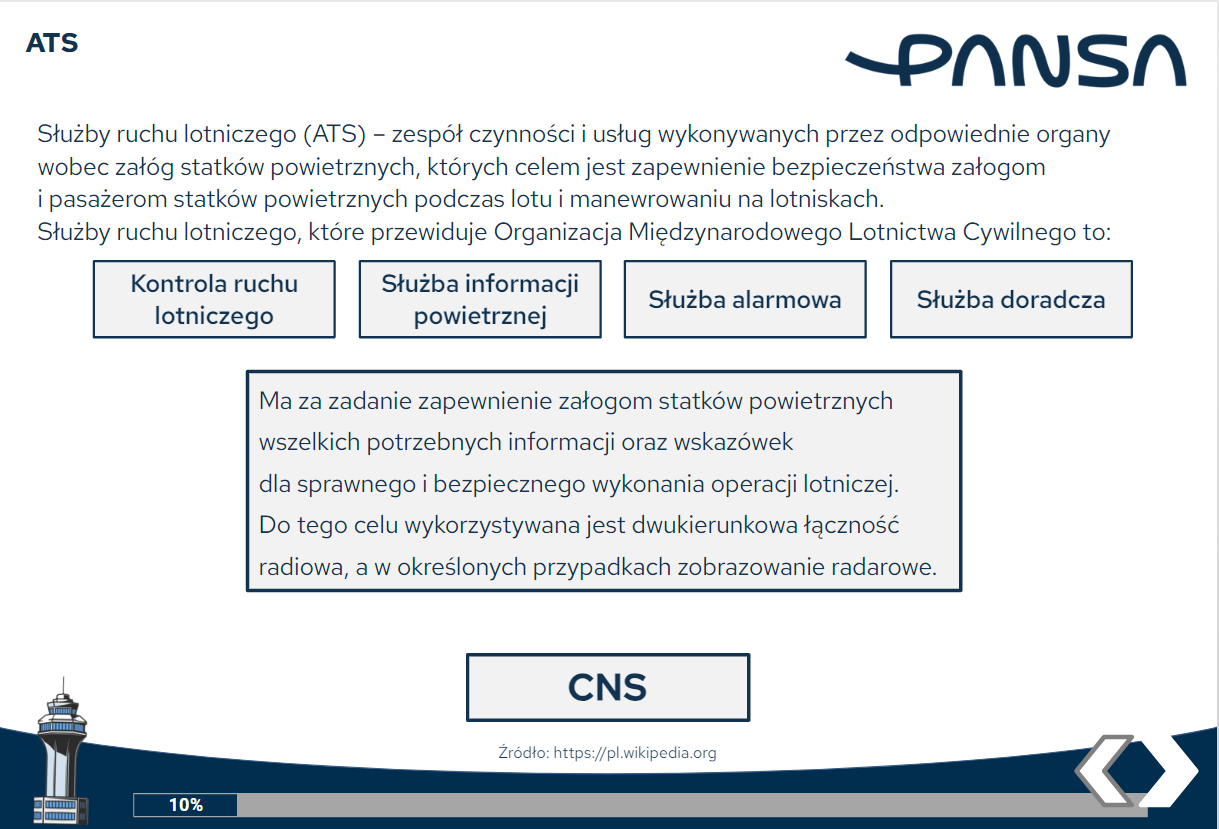 ATS
PANSA
Służby ruchu lotniczego (ATS) – zespół czynności i usług wykonywanych przez odpowiednie organy
wobec załóg statków powietrznych, których celem jest zapewnienie bezpieczeństwa załogom
i pasażerom statków powietrznych podczas lotu i manewrowaniu na lotniskach.
Służby ruchu lotniczego, które przewiduje Organizacja Międzynarodowego Lotnictwa Cywilnego to:
Kontrola ruchu
lotniczego
Służba informacji
powietrznej
Służba alarmowa
Służba doradcza
Ma za zadanie zapewnienie załogom statków powietrznych
wszelkich potrzebnych informacji oraz wskazówek
dla sprawnego i bezpiecznego wykonania operacji lotniczej.
Do tego celu wykorzystywana jest dwukierunkowa łączność
radiowa, a w określonych przypadkach zobrazowanie radarowe.
CNS
Źródło: https://pl.wikipedia.org
10%